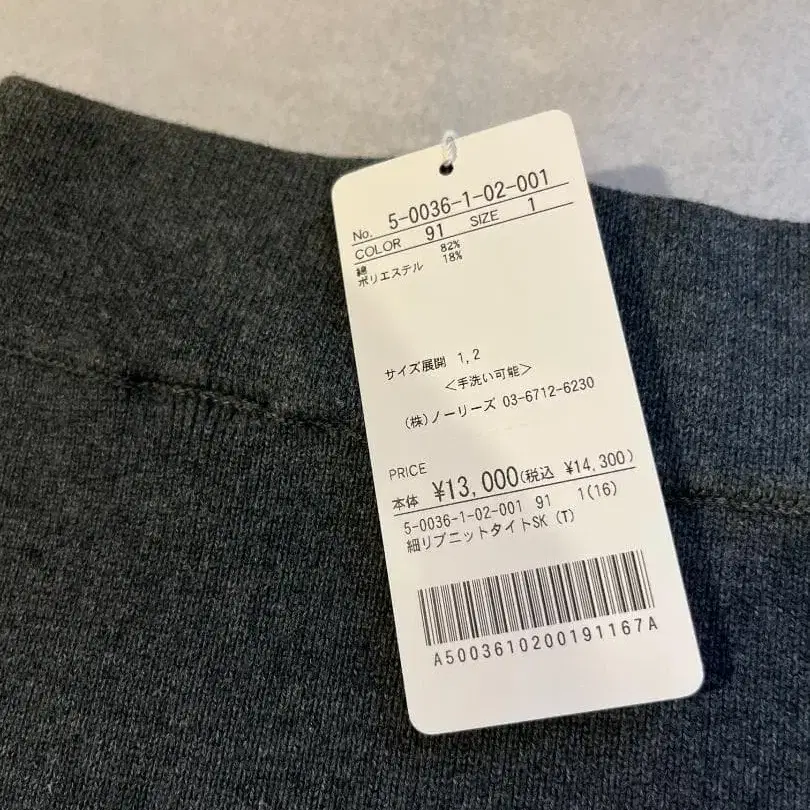 No. 5-0036-1-02-001
COLOR 91 SIZE 1
綿 82%
ポリエステル 18%
サイズ展開 1,2
＜手洗い可能＞
(株)ノーリーズ 03-6712-6230
PRICE
本体 ¥13,000(税込 ¥14,300)
5-0036-1-02-001 91 1(16)
細リブニットタイトSK (T)
A5003610200191167A